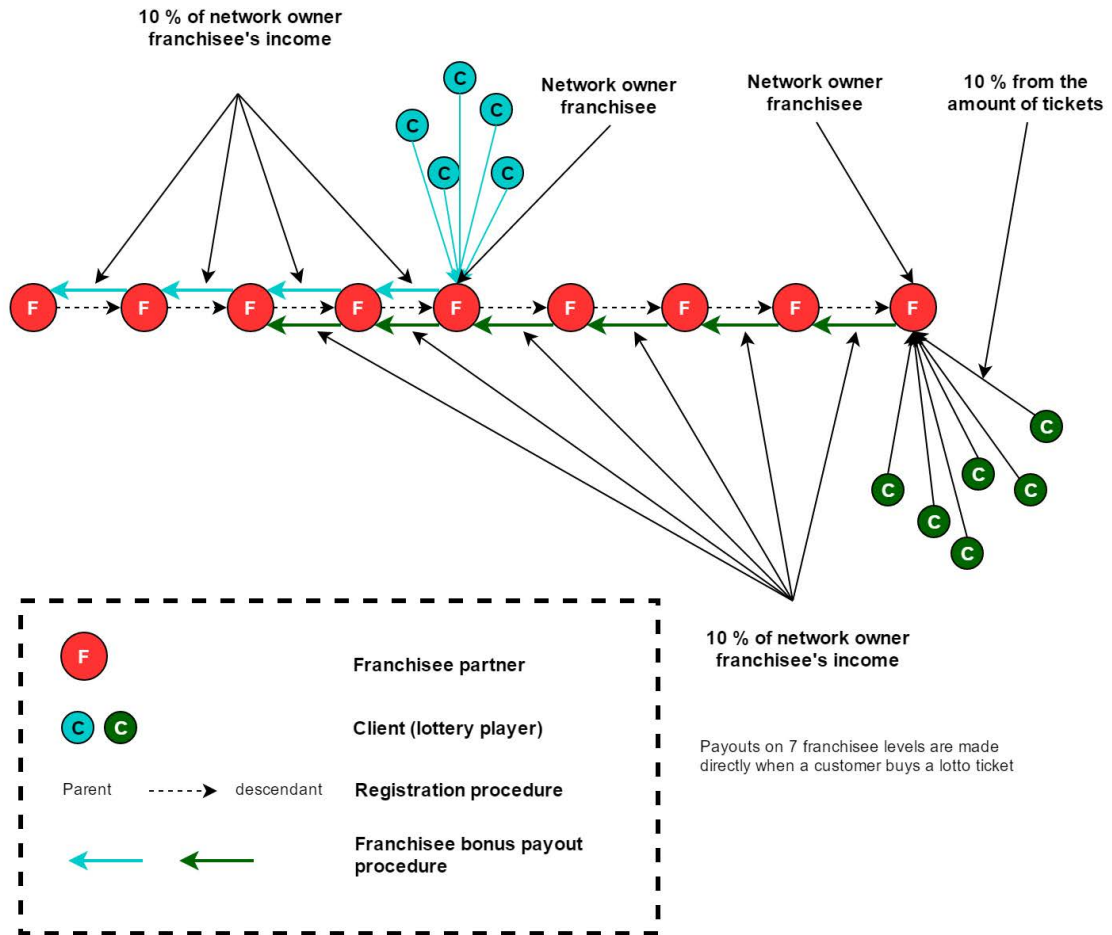 10 % of network owner
franchisee's income
Network owner
franchisee
Network owner
franchisee
10 % from the
amount of tickets
C
C
C
C
C
F
F
F
F
F
F
F
F
F
C
C
C
C
C
C
10 % of network owner
franchisee's income
Payouts on 7 franchisee levels are made
directly when a customer buys a lotto ticket
F
Franchisee partner
C C
Client (lottery player)
Parent descendant
Registration procedure
Franchisee bonus payout
procedure